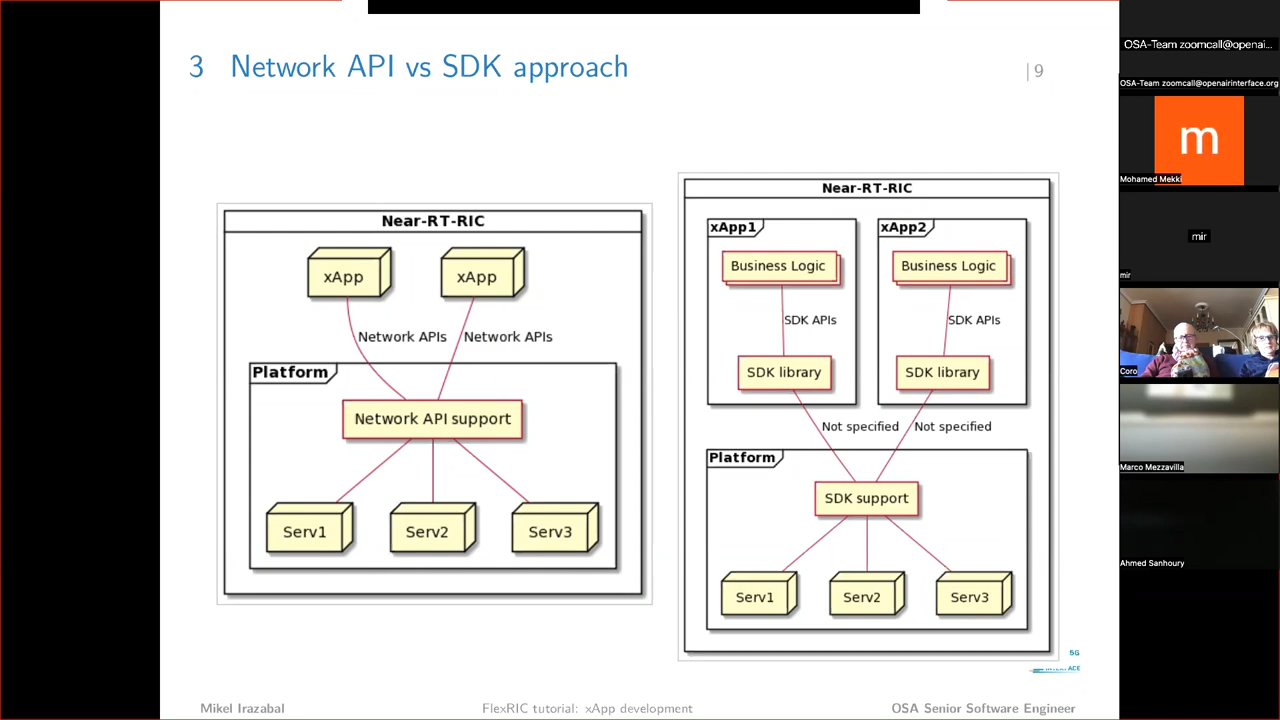 3 Network API vs SDK approach
| 9
Near-RT-RIC
xApp
xApp
Network APIs
Network APIs
Platform
Network API support
Serv1
Serv2
Serv3
Near-RT-RIC
xApp1
xApp2
Business Logic
Business Logic
SDK APIs
SDK APIs
SDK library
SDK library
Not specified
Not specified
Platform
SDK support
Serv1
Serv2
Serv3
5G
Mikel Irazabal
FlexRIC tutorial: xApp development
OSA Senior Software Engineer
OSA-Team zoomcall@openai...
OSA-Team zoomcall@openairinterface.org
m
Mohamed Mekki
mir
mir
Coro
Marco Mezzavilla
Ahmed Sanhoury